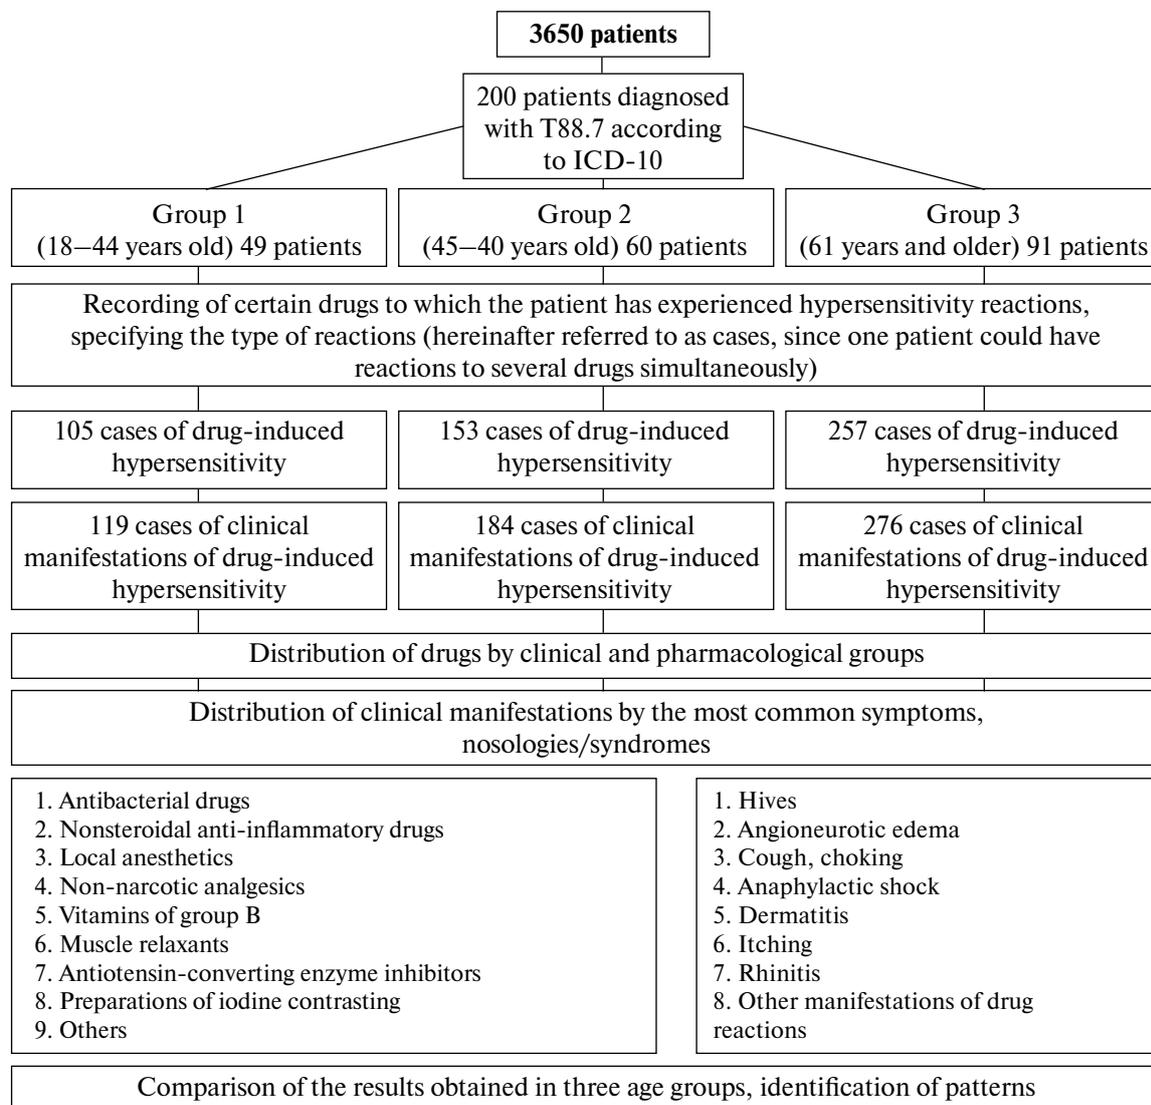 3650 patients
200 patients diagnosed
with T88.7 according
to ICD-10
Group 1
(18–44 years old) 49 patients
Group 2
(45–40 years old) 60 patients
Group 3
(61 years and older) 91 patients
Recording of certain drugs to which the patient has experienced hypersensitivity reactions,
specifying the type of reactions (hereinafter referred to as cases, since one patient could have
reactions to several drugs simultaneously)
105 cases of drug-induced
hypersensitivity
153 cases of drug-induced
hypersensitivity
257 cases of drug-induced
hypersensitivity
119 cases of clinical
manifestations of drug-induced
hypersensitivity
184 cases of clinical
manifestations of drug-induced
hypersensitivity
276 cases of clinical
manifestations of drug-induced
hypersensitivity
Distribution of drugs by clinical and pharmacological groups
Distribution of clinical manifestations by the most common symptoms,
nosologies/syndromes
1. Antibacterial drugs
2. Nonsteroidal anti-inflammatory drugs
3. Local anesthetics
4. Non-narcotic analgesics
5. Vitamins of group B
6. Muscle relaxants
7. Antiotensin-converting enzyme inhibitors
8. Preparations of iodine contrasting
9. Others
1. Hives
2. Angioneurotic edema
3. Cough, choking
4. Anaphylactic shock
5. Dermatitis
6. Itching
7. Rhinitis
8. Other manifestations of drug
reactions
Comparison of the results obtained in three age groups, identification of patterns